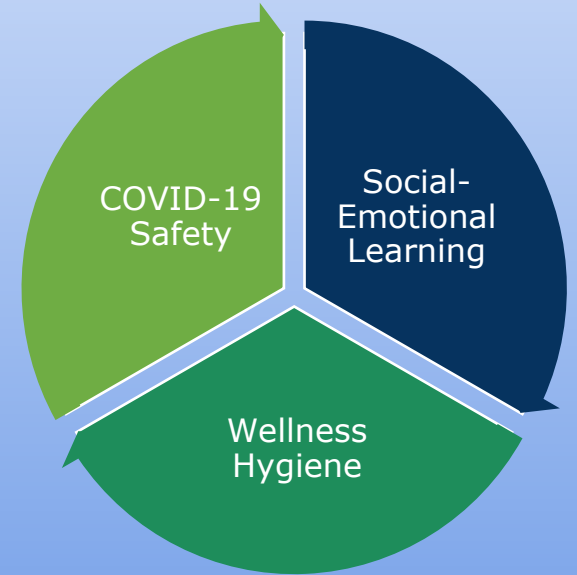 COVID-19
Safety
Social-
Emotional
Learning
Wellness
Hygiene